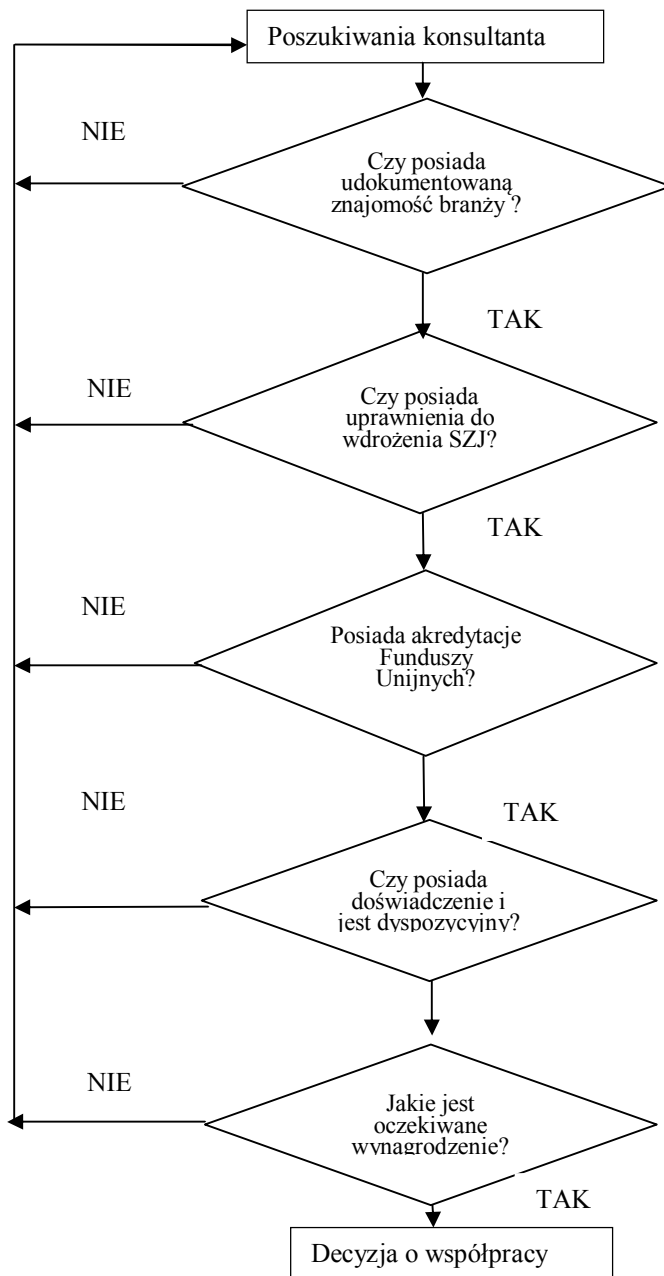 Poszukiwania konsultanta
NIE
Czy posiada
udokumentowaną
znajomość branży ?
TAK
NIE
Czy posiada
uprawnienia do
wdrożenia SZJ?
TAK
NIE
Posiada akredytacje
Funduszy
Unijnych?
NIE
TAK
Czy posiada
doświadczenie i
jest dyspozycyjny?
NIE
Jakie jest
oczekiwane
wynagrodzenie?
TAK
Decyzja o współpracy